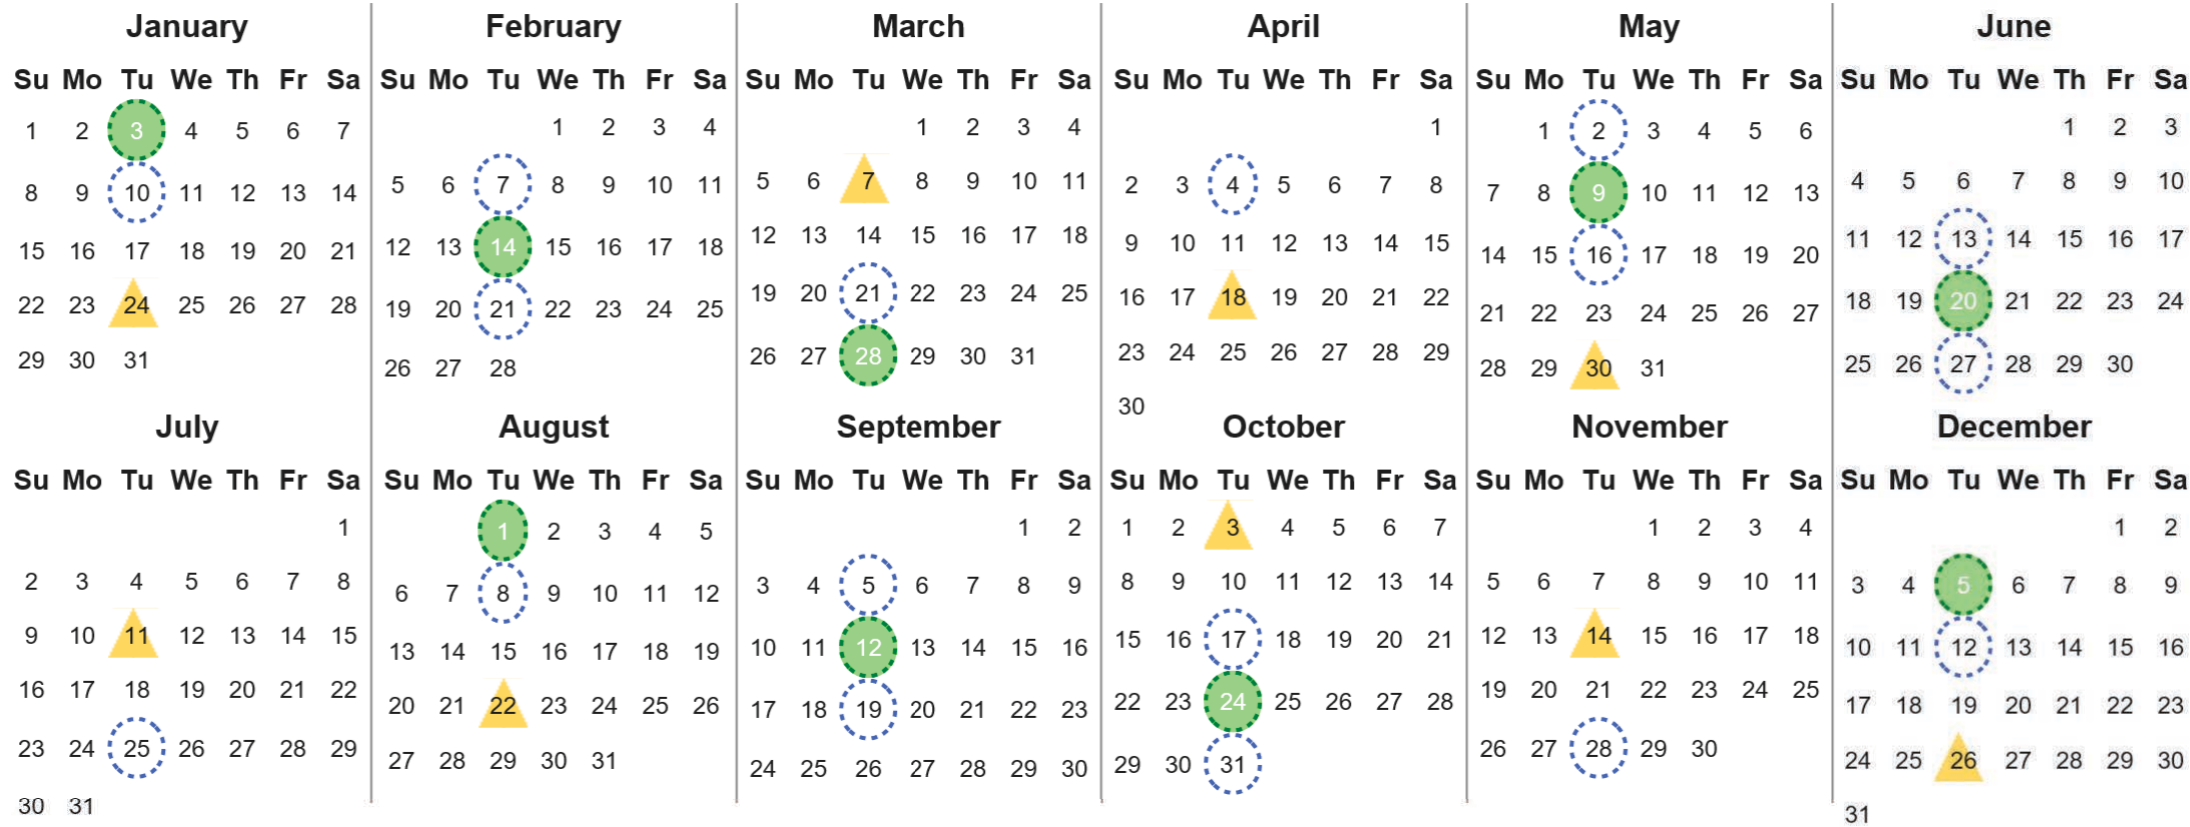 January
Su Mo Tu We Th Fr Sa
1 2 3 4 5 6 7
8 9 10 11 12 13 14
15 16 17 18 19 20 21
22 23 24 25 26 27 28
29 30 31
February
Su Mo Tu We Th Fr Sa
1 2 3 4
5 6 7 8 9 10 11
12 13 14 15 16 17 18
19 20 21 22 23 24 25
26 27 28
March
Su Mo Tu We Th Fr Sa
1 2 3 4
5 6 7 8 9 10 11
12 13 14 15 16 17 18
19 20 21 22 23 24 25
26 27 28 29 30 31
April
Su Mo Tu We Th Fr Sa
1
2 3 4 5 6 7 8
9 10 11 12 13 14 15
16 17 18 19 20 21 22
23 24 25 26 27 28 29
30
May
Su Mo Tu We Th Fr Sa
1 2 3 4 5 6
7 8 9 10 11 12 13
14 15 16 17 18 19 20
21 22 23 24 25 26 27
28 29 30 31
June
Su Mo Tu We Th Fr Sa
1 2 3
4 5 6 7 8 9 10
11 12 13 14 15 16 17
18 19 20 21 22 23 24
25 26 27 28 29 30
July
Su Mo Tu We Th Fr Sa
1
2 3 4 5 6 7 8
9 10 11 12 13 14 15
16 17 18 19 20 21 22
23 24 25 26 27 28 29
30 31
August
Su Mo Tu We Th Fr Sa
1 2 3 4 5
6 7 8 9 10 11 12
13 14 15 16 17 18 19
20 21 22 23 24 25 26
27 28 29 30 31
September
Su Mo Tu We Th Fr Sa
1 2
3 4 5 6 7 8 9
10 11 12 13 14 15 16
17 18 19 20 21 22 23
24 25 26 27 28 29 30
October
Su Mo Tu We Th Fr Sa
1 2 3 4 5 6 7
8 9 10 11 12 13 14
15 16 17 18 19 20 21
22 23 24 25 26 27 28
29 30 31
November
Su Mo Tu We Th Fr Sa
1 2 3 4
5 6 7 8 9 10 11
12 13 14 15 16 17 18
19 20 21 22 23 24 25
26 27 28 29 30
December
Su Mo Tu We Th Fr Sa
1 2
3 4 5 6 7 8 9
10 11 12 13 14 15 16
17 18 19 20 21 22 23
24 25 26 27 28 29 30
31